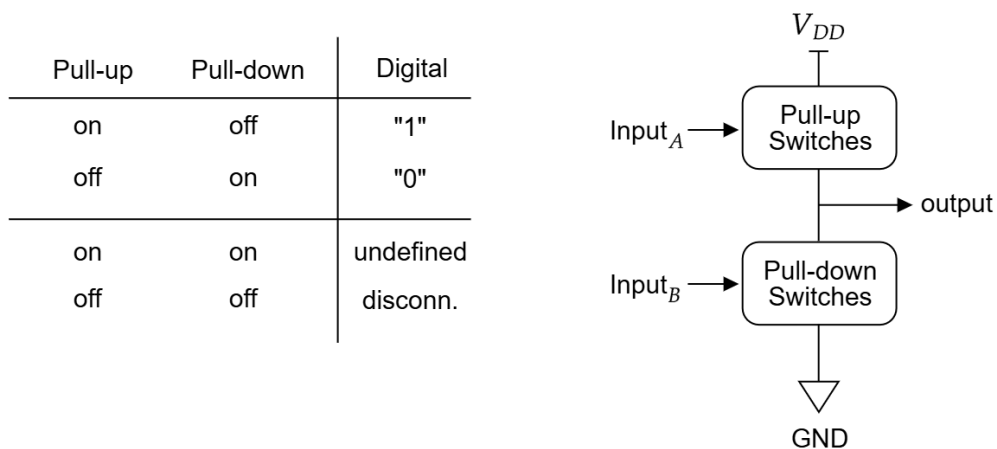 Pull-up Pull-down Digital
on off "1"
off on "0"
on on undefined
off off disconn.
V_DD
Pull-up
Switches
Input_A
output
Pull-down
Switches
Input_B
GND